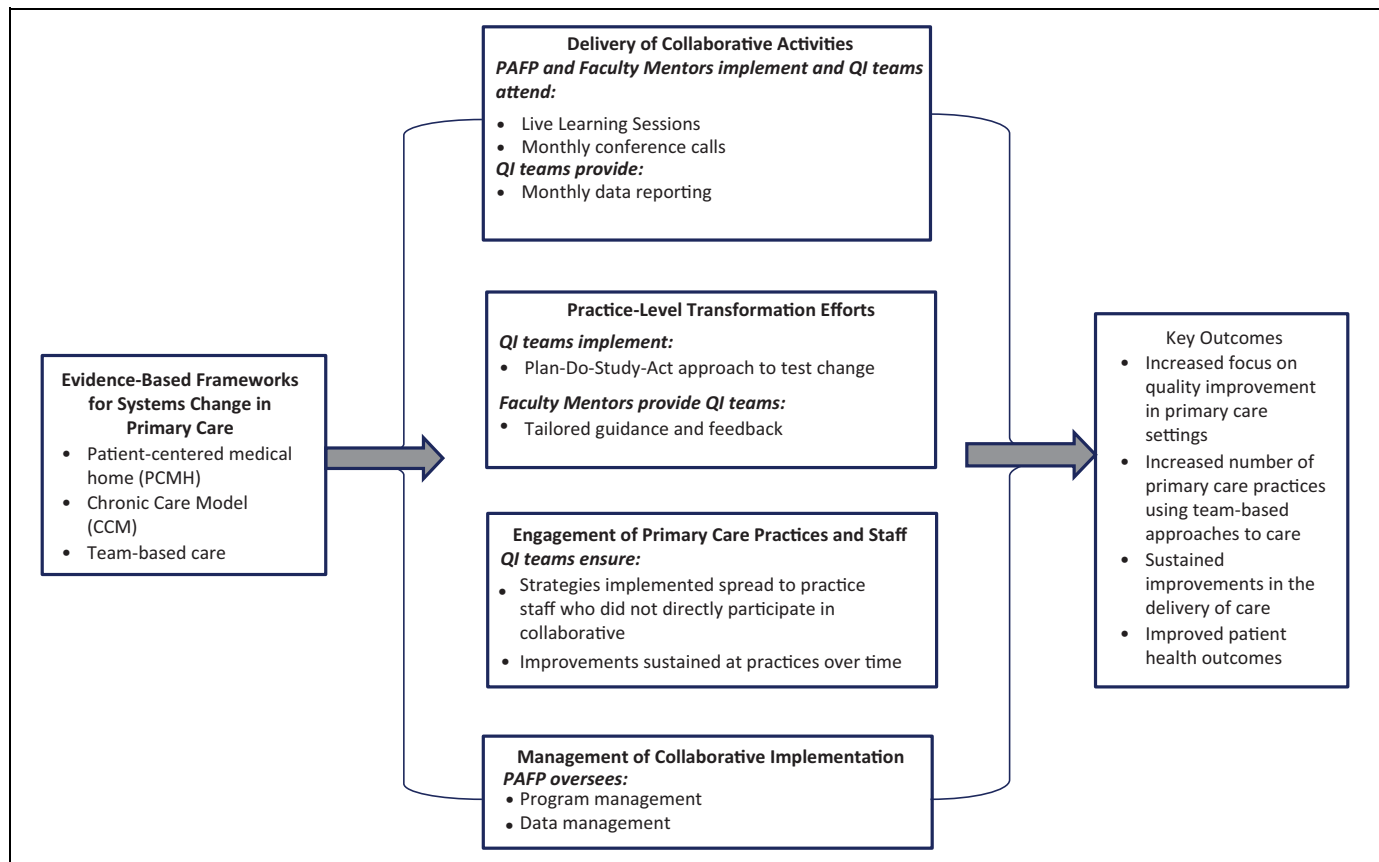 Delivery of Collaborative Activities
PAFP and Faculty Mentors implement and QI teams
attend:
• Live Learning Sessions
• Monthly conference calls
QI teams provide:
• Monthly data reporting
Practice-Level Transformation Efforts
QI teams implement:
• Plan-Do-Study-Act approach to test change
Faculty Mentors provide QI teams:
• Tailored guidance and feedback
Evidence-Based Frameworks
for Systems Change in
Primary Care
• Patient-centered medical
home (PCMH)
• Chronic Care Model
(CCM)
• Team-based care
Engagement of Primary Care Practices and Staff
QI teams ensure:
• Strategies implemented spread to practice
staff who did not directly participate in
collaborative
• Improvements sustained at practices over time
Management of Collaborative Implementation
PAFP oversees:
• Program management
• Data management
Key Outcomes
• Increased focus on
quality improvement
in primary care
settings
• Increased number of
primary care practices
using team-based
approaches to care
• Sustained
improvements in the
delivery of care
• Improved patient
health outcomes